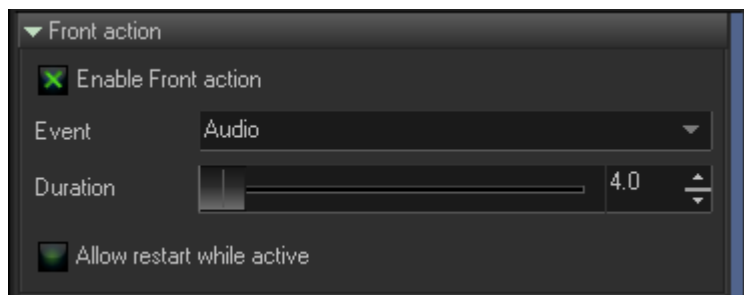 Front action
Enable Front action
Event Audio
Duration 4.0
Allow restart while active